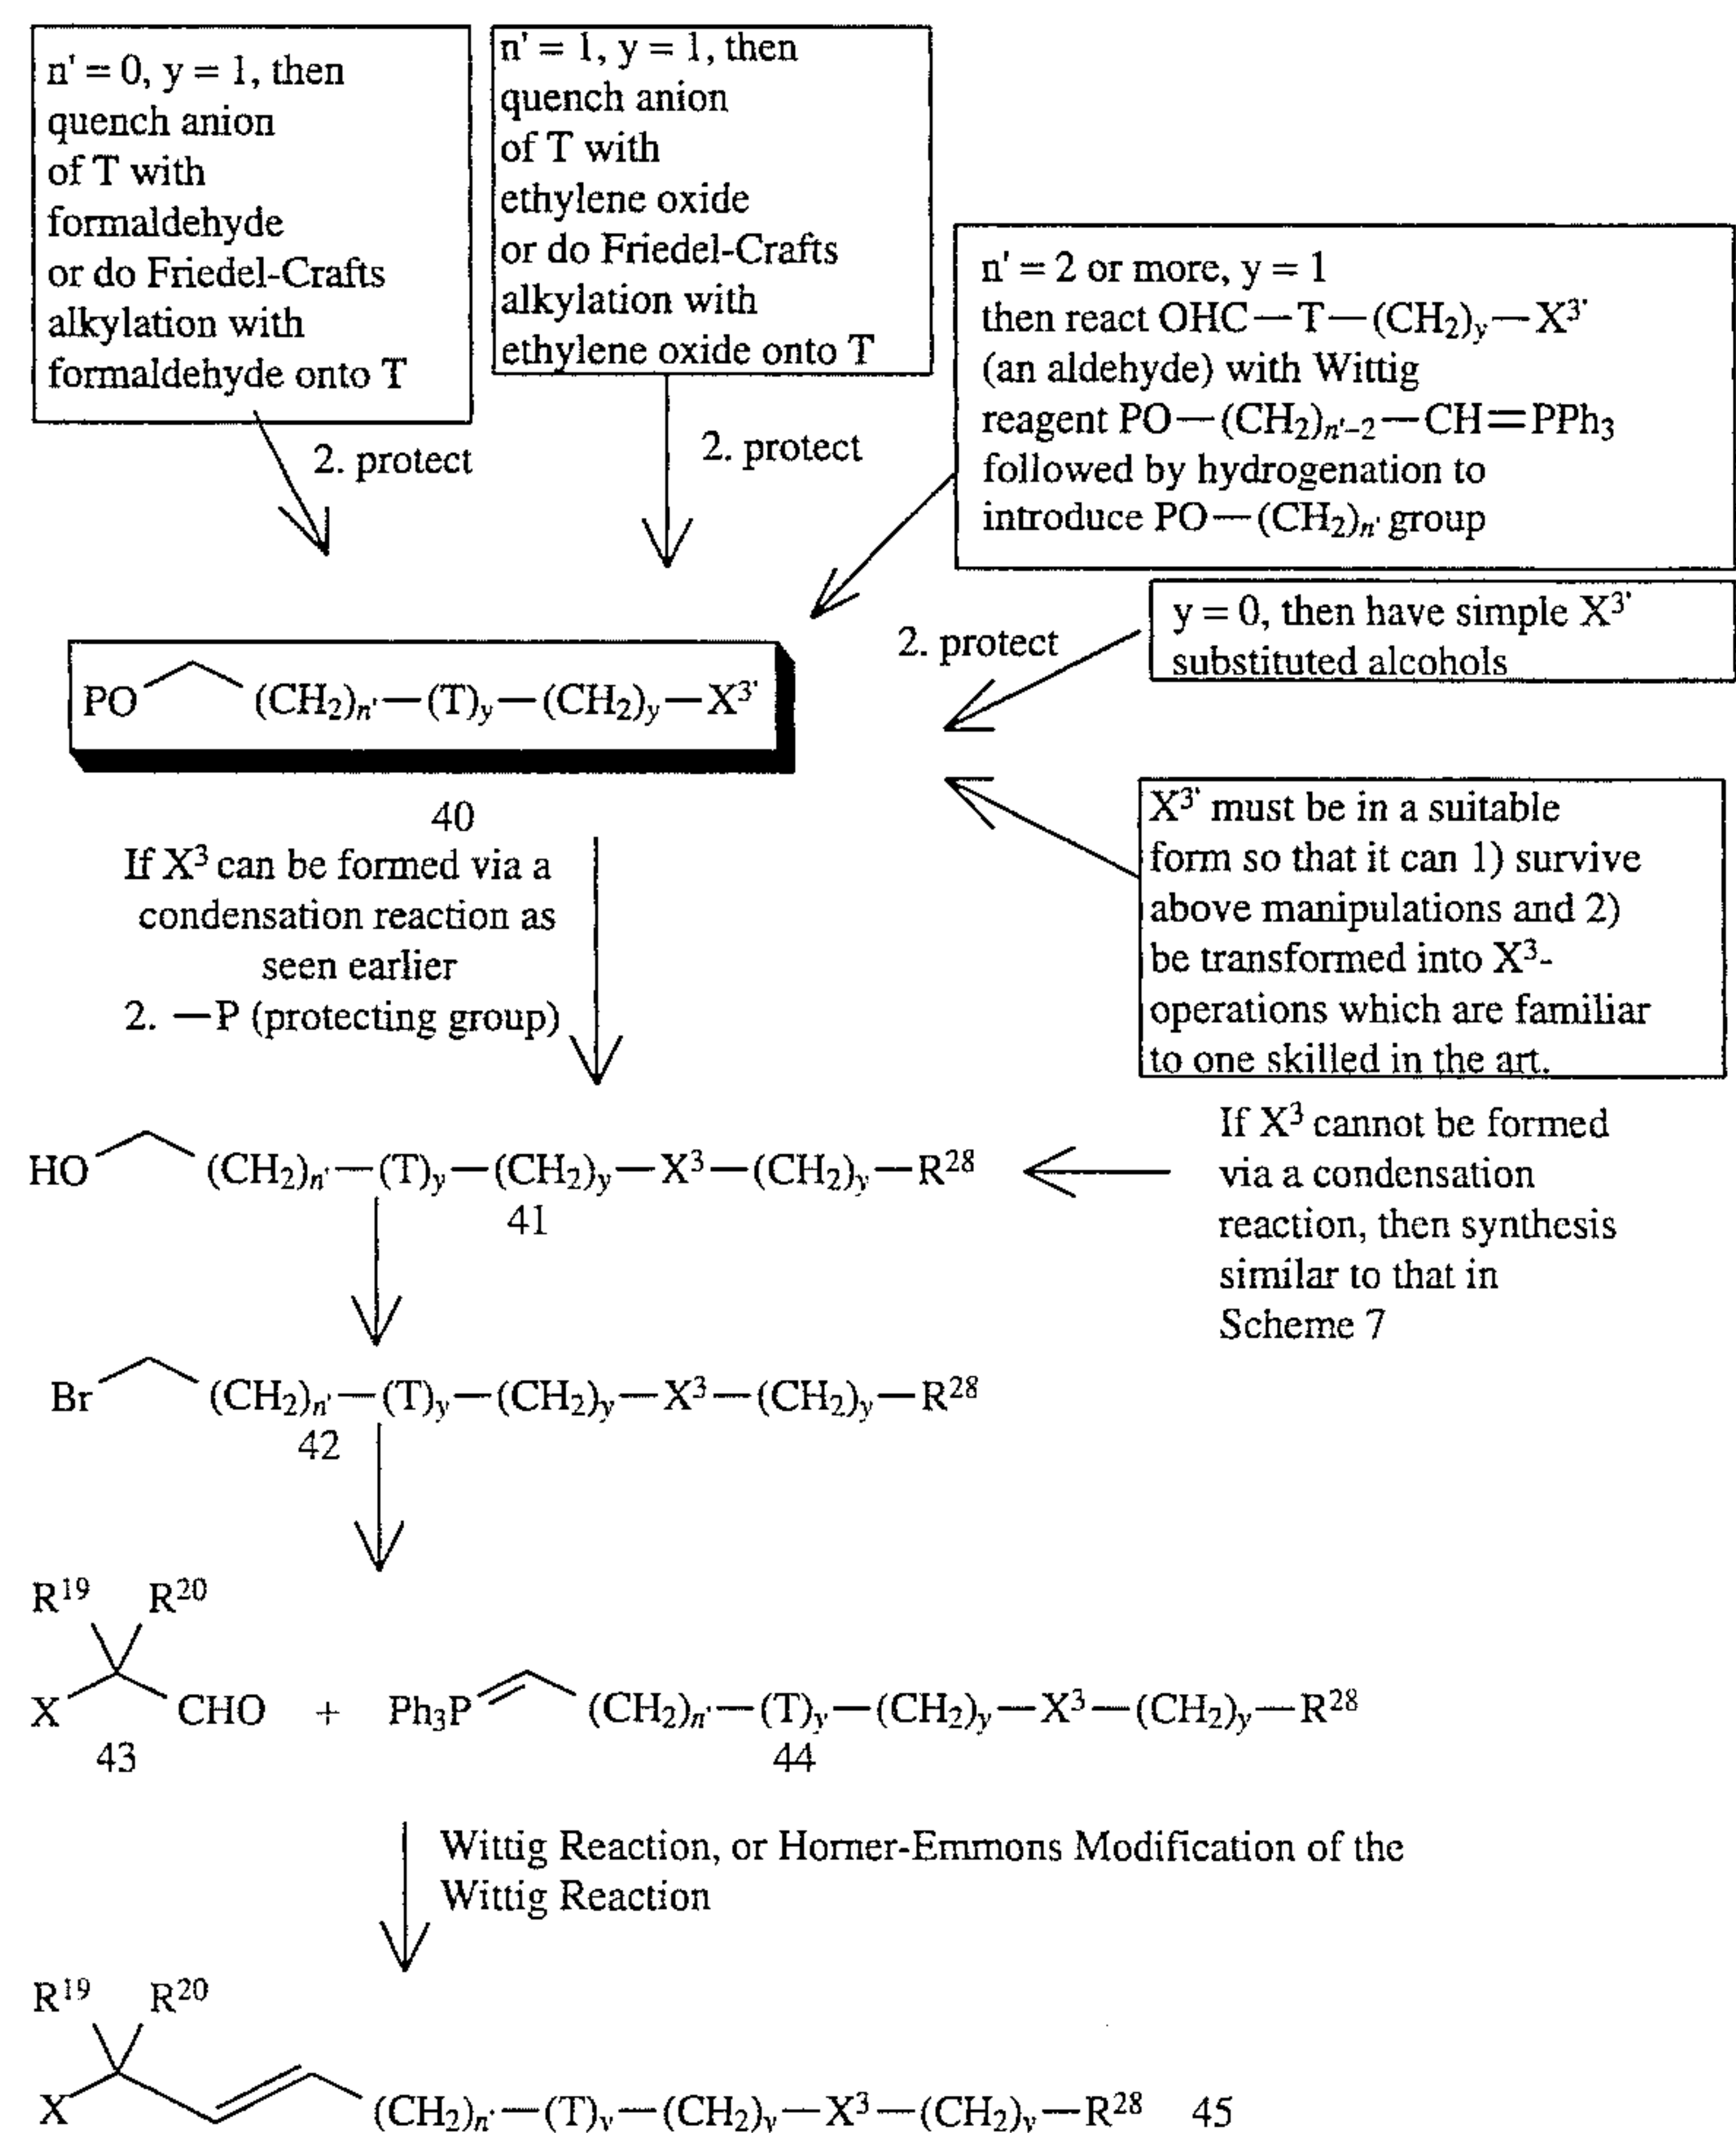 n' = 0, y = 1, then
quench anion
of T with
formaldehyde
or do Friedel-Crafts
alkylation with
formaldehyde onto T
n' = 1, y = 1, then
quench anion
of T with
ethylene oxide
or do Friedel-Crafts
alkylation with
ethylene oxide onto T
n' = 2 or more, y = 1
then react OHC—T—(CH₂)y—X³'
(an aldehyde) with Wittig
reagent PO—(CH₂)n'-2—CH=PPh₃
followed by hydrogenation to
introduce PO—(CH₂)n' group
2. protect
2. protect
y = 0, then have simple X³'
substituted alcohols
2. protect
PO (CH₂)n'—(T)y—(CH₂)y—X³'
40
X³' must be in a suitable
form so that it can 1) survive
above manipulations and 2)
be transformed into X³-
operations which are familiar
to one skilled in the art.
If X³ can be formed via a
condensation reaction as
seen earlier
2. —P (protecting group)
If X³ cannot be formed
via a condensation
reaction, then synthesis
similar to that in
Scheme 7
HO (CH₂)n'—(T)y—(CH₂)y—X³—(CH₂)y—R²⁸
41
Br (CH₂)n'—(T)y—(CH₂)y—X³—(CH₂)y—R²⁸
42
R¹⁹ R²⁰
X CHO + Ph₃P (CH₂)n'—(T)y—(CH₂)y—X³—(CH₂)y—R²⁸
43 44
Wittig Reaction, or Horner-Emmons Modification of the
Wittig Reaction
R¹⁹ R²⁰
X (CH₂)n'—(T)y—(CH₂)y—X³—(CH₂)y—R²⁸ 45